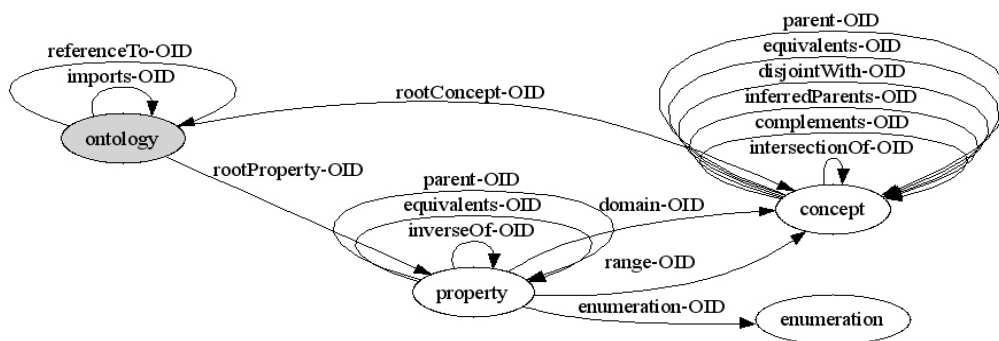 referenceTo-OID
imports-OID
ontology
rootConcept-OID
rootProperty-OID
parent-OID
equivalents-OID
disjointWith-OID
inferredParents-OID
complements-OID
intersectionOf-OID
concept
parent-OID
equivalents-OID
inverseOf-OID
property
domain-OID
range-OID
enumeration-OID
enumeration